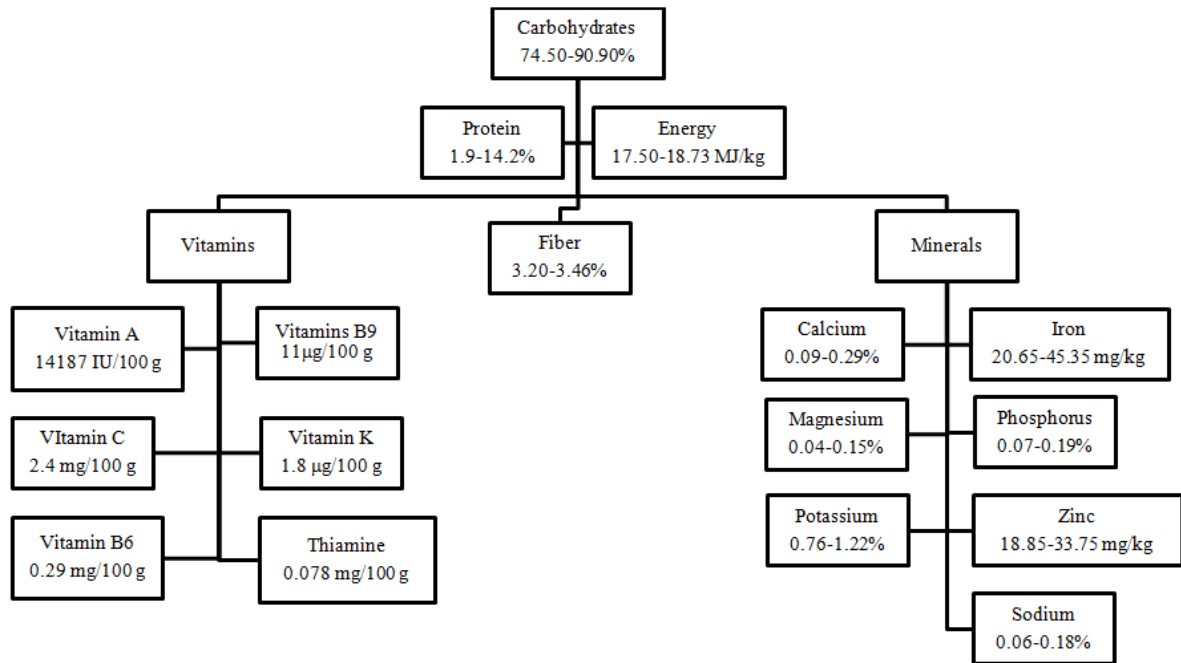 Carbohydrates
74.50-90.90%
Protein
1.9-14.2%
Energy
17.50-18.73 MJ/kg
Vitamins
Fiber
3.20-3.46%
Minerals
Vitamin A
14187 IU/100 g
Vitamins B9
11μg/100 g
Calcium
0.09-0.29%
Iron
20.65-45.35 mg/kg
VItamin C
2.4 mg/100 g
Vitamin K
1.8 μg/100 g
Magnesium
0.04-0.15%
Phosphorus
0.07-0.19%
Vitamin B6
0.29 mg/100 g
Thiamine
0.078 mg/100 g
Potassium
0.76-1.22%
Zinc
18.85-33.75 mg/kg
Sodium
0.06-0.18%